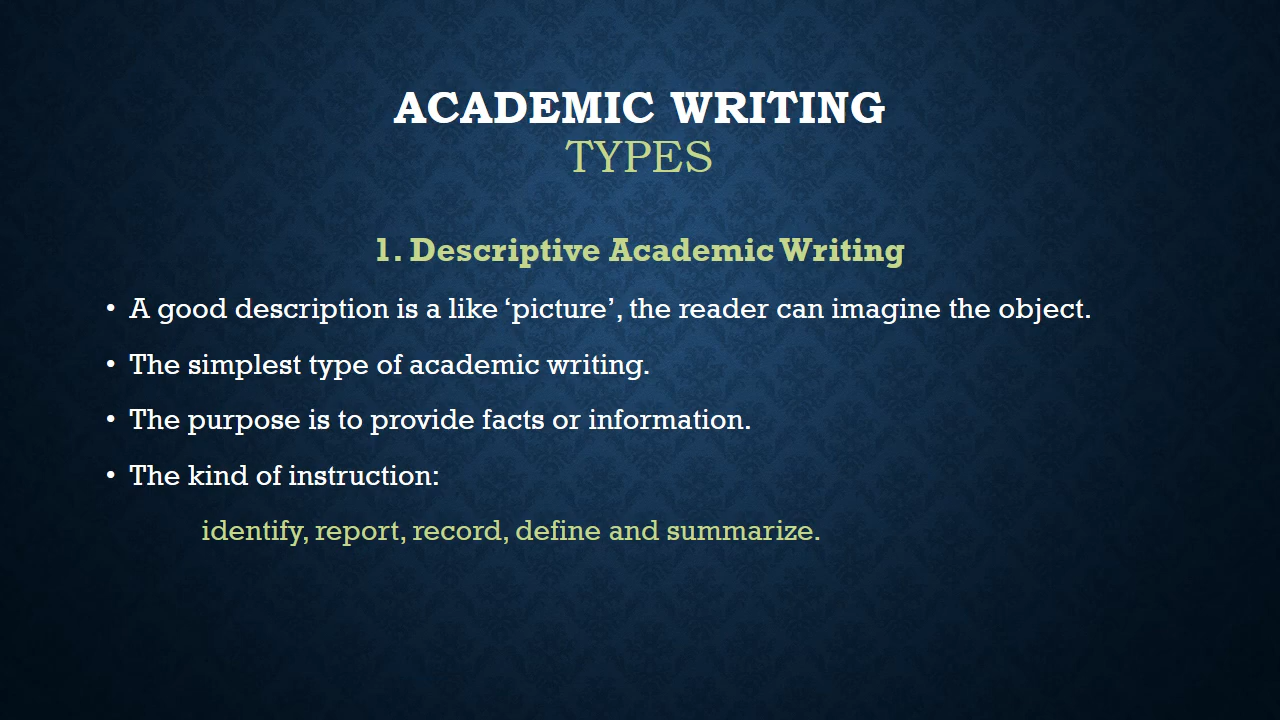 ACADEMIC WRITING
TYPES
1. Descriptive Academic Writing
• A good description is a like ‘picture’, the reader can imagine the object.
• The simplest type of academic writing.
• The purpose is to provide facts or information.
• The kind of instruction:
identify, report, record, define and summarize.